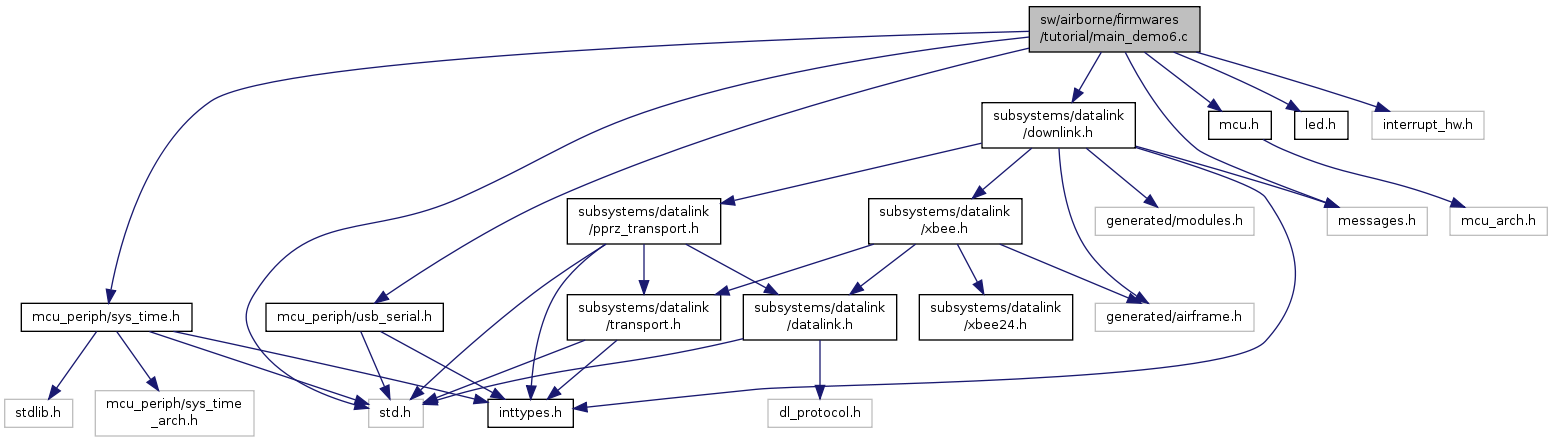 sw/airborne/firmwares
/tutorial/main_demo6.c
subsystems/datalink
/downlink.h
mcu.h
led.h
interrupt_hw.h
subsystems/datalink
/pprz_transport.h
subsystems/datalink
/xbee.h
generated/modules.h
messages.h
mcu_arch.h
mcu_periph/sys_time.h
mcu_periph/usb_serial.h
subsystems/datalink
/transport.h
subsystems/datalink
/datalink.h
subsystems/datalink
/xbee24.h
generated/airframe.h
stdlib.h
mcu_periph/sys_time
_arch.h
std.h
inttypes.h
dl_protocol.h